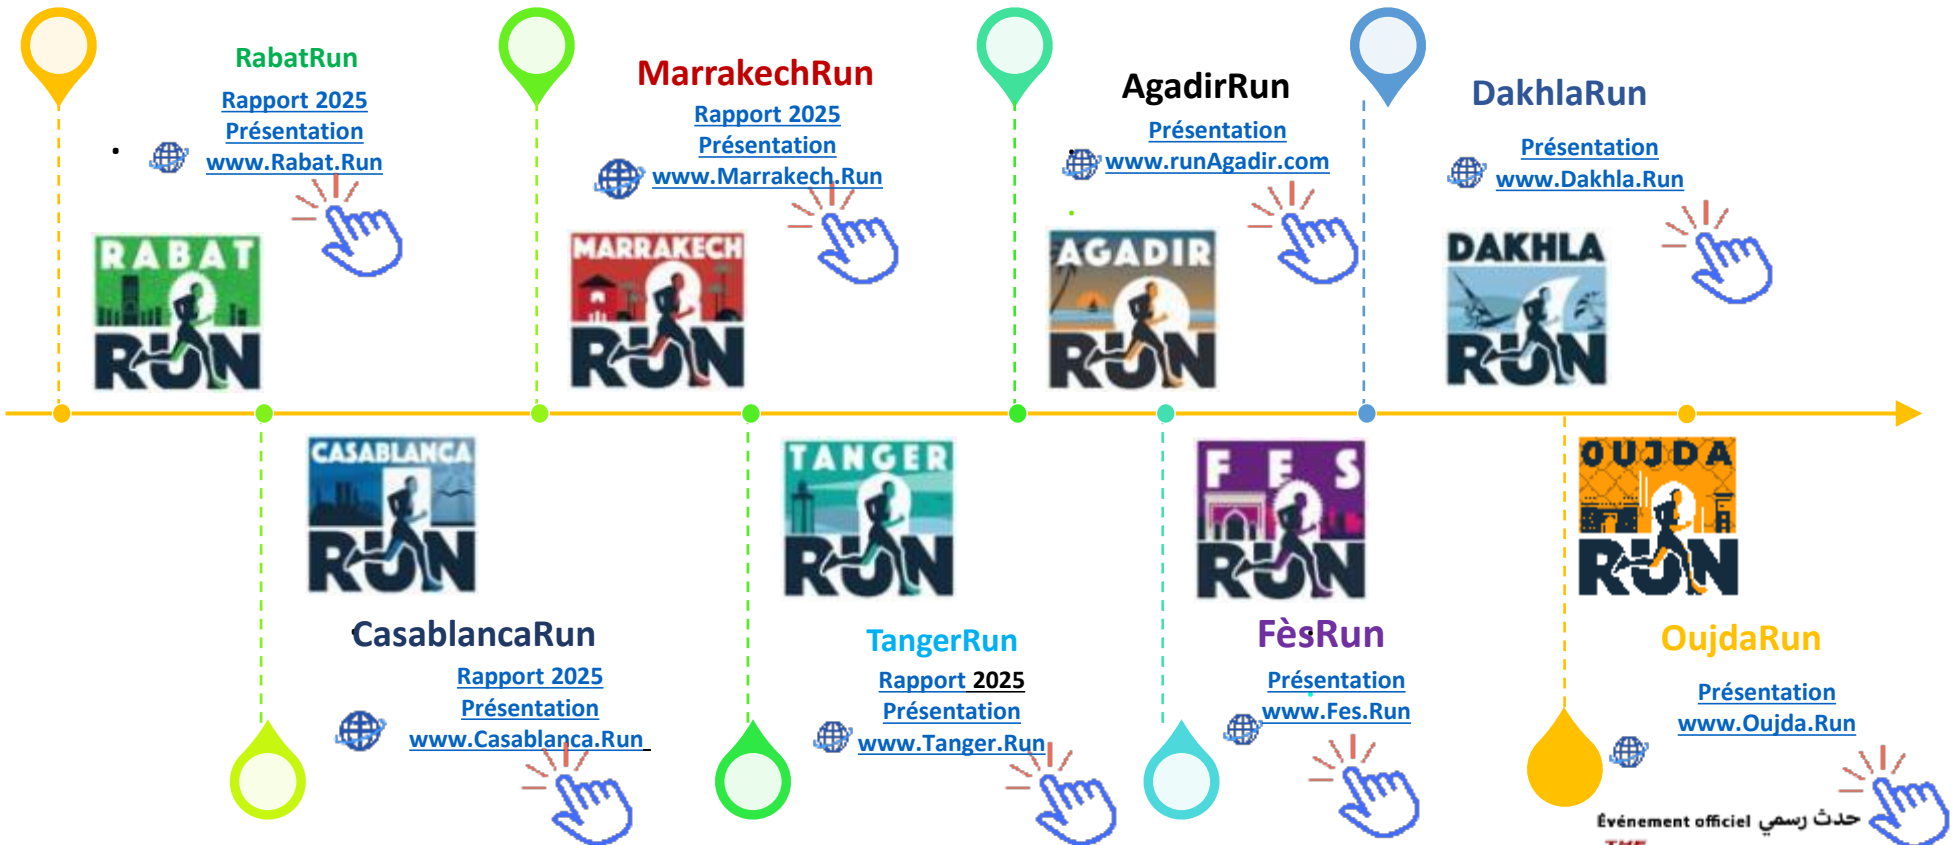 RabatRun
Rapport 2025
Présentation
www.Rabat.Run
RABAT
RUN
MarrakechRun
Rapport 2025
Présentation
www.Marrakech.Run
MARRAKECH
RUN
AgadirRun
Présentation
www.runAgadir.com
AGADIR
RUN
DakhlaRun
Présentation
www.Dakhla.Run
DAKHLA
RUN
CASABLANCA
RUN
CasablancaRun
Rapport 2025
Présentation
www.Casablanca.Run
TANGER
RUN
TangerRun
Rapport 2025
Présentation
www.Tanger.Run
FES
RUN
FèsRun
Présentation
www.Fes.Run
OUJDA
RUN
OujdaRun
Présentation
www.Oujda.Run
Événement officiel حدث رسمي
THE